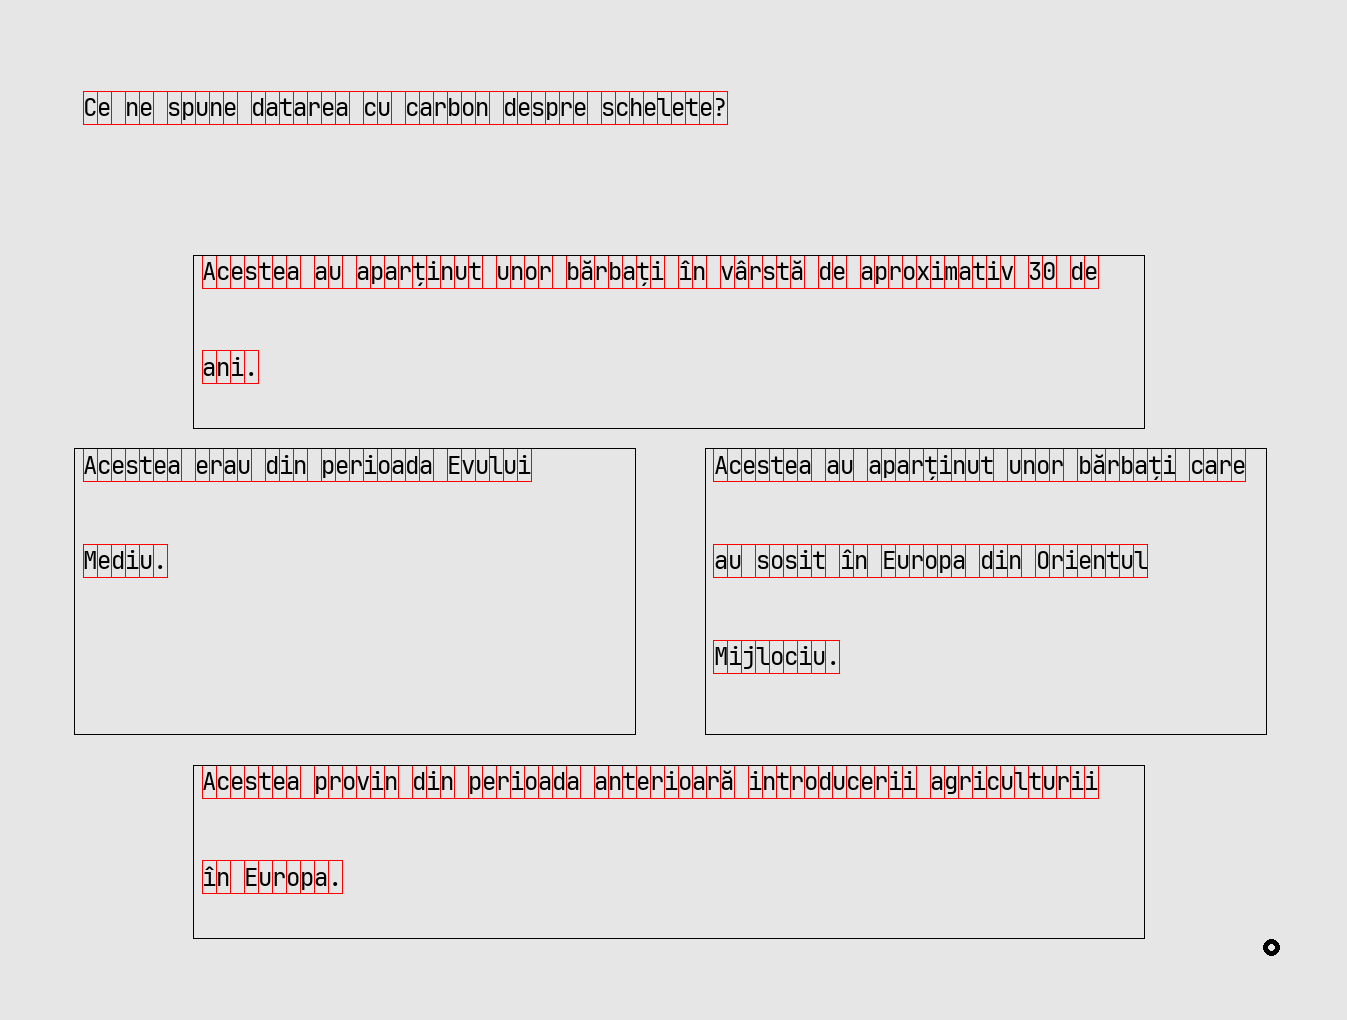 Ce ne spune datarea cu carbon despre schelete?
Acestea au aparținut unor bărbați în vârstă de aproximativ 30 de
ani.
Acestea erau din perioada Evului
Mediu.
Acestea au aparținut unor bărbați care
au sosit în Europa din Orientul
Mijlociu.
Acestea provin din perioada anterioară introducerii agriculturii
în Europa.